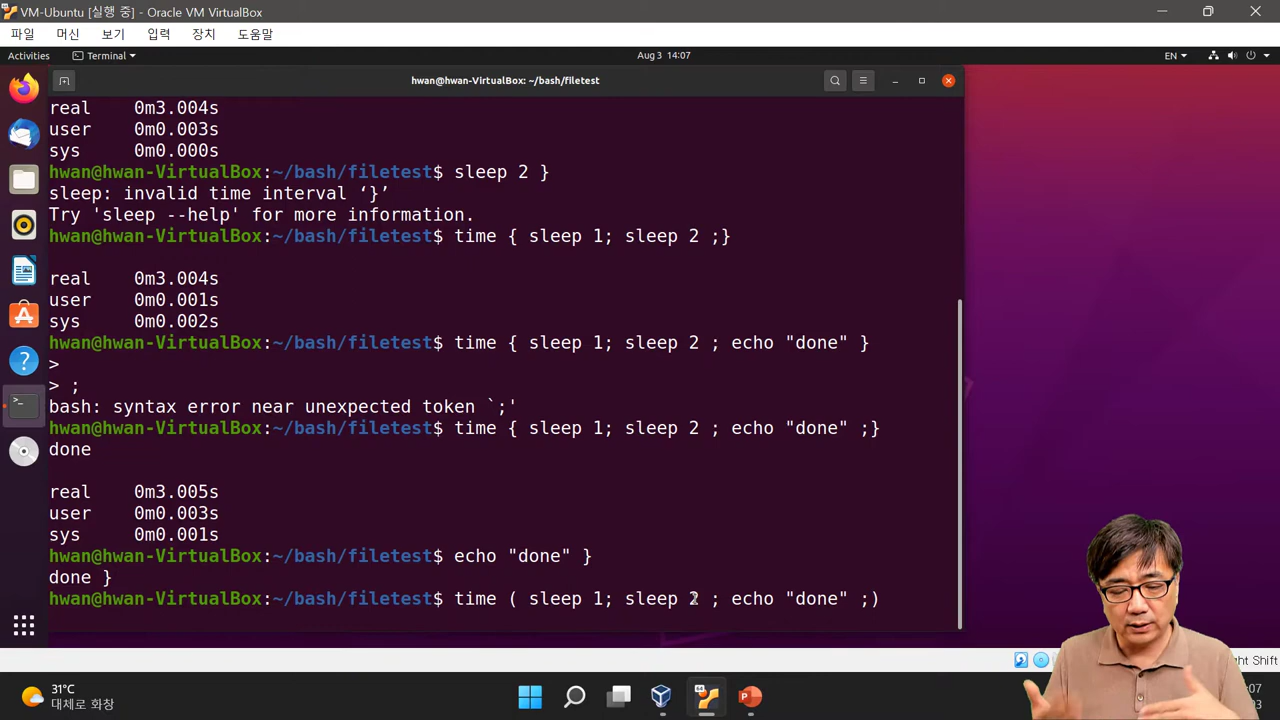 VM-Ubuntu [실행 중] - Oracle VM VirtualBox
파일 머신 보기 입력 장치 도움말
Activities Terminal Aug 3 14:07 EN
hwan@hwan-VirtualBox: ~/bash/filetest
real 0m3.004s
user 0m0.003s
sys 0m0.000s
hwan@hwan-VirtualBox:~/bash/filetest$ sleep 2 }
sleep: invalid time interval ‘}’
Try 'sleep --help' for more information.
hwan@hwan-VirtualBox:~/bash/filetest$ time { sleep 1; sleep 2 ;}
real 0m3.004s
user 0m0.001s
sys 0m0.002s
hwan@hwan-VirtualBox:~/bash/filetest$ time { sleep 1; sleep 2 ; echo "done" }
>
> ;
bash: syntax error near unexpected token `;'
hwan@hwan-VirtualBox:~/bash/filetest$ time { sleep 1; sleep 2 ; echo "done" ;}
done
real 0m3.005s
user 0m0.003s
sys 0m0.001s
hwan@hwan-VirtualBox:~/bash/filetest$ echo "done" }
done }
hwan@hwan-VirtualBox:~/bash/filetest$ time ( sleep 1; sleep 2 ; echo "done" ;)
Shift
31°C
대체로 화창